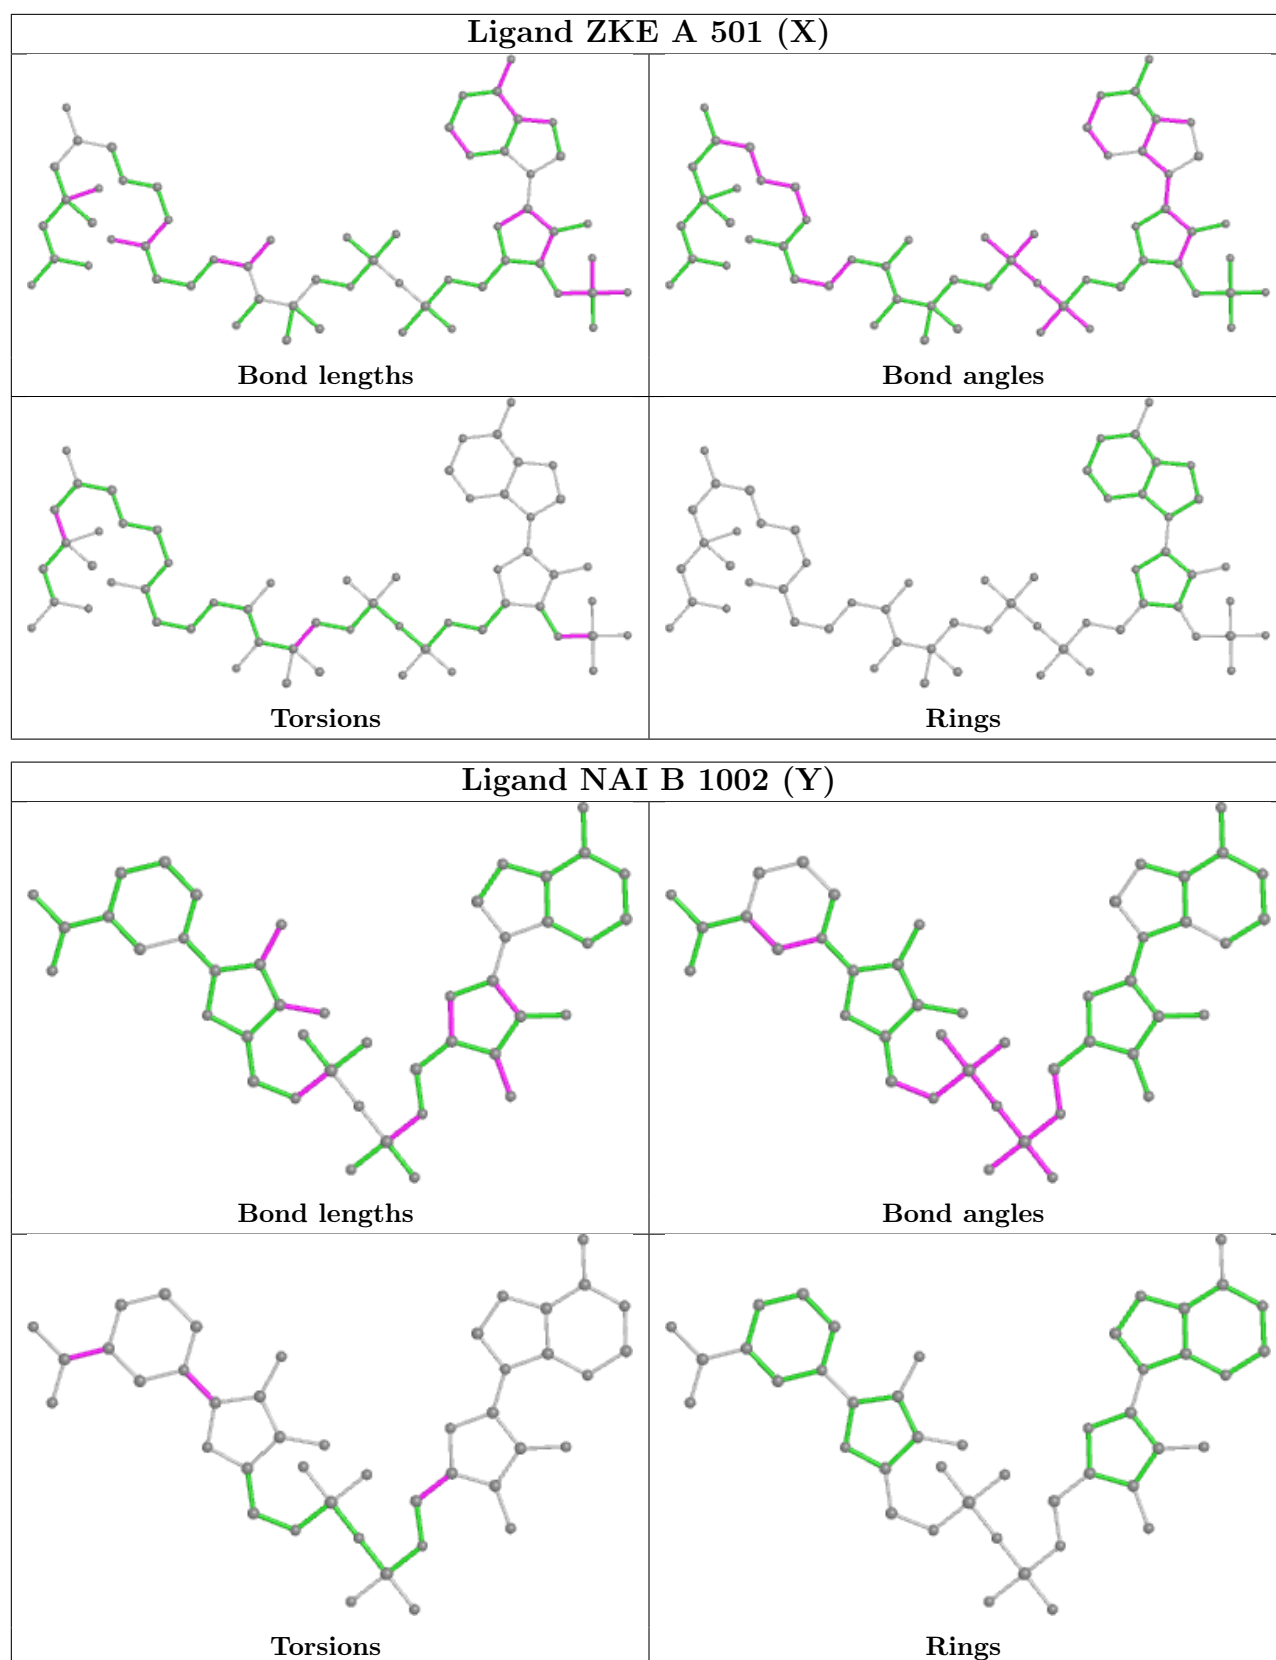 Ligand ZKE A 501 (X)
Bond lengths
Bond angles
Torsions
Rings
Ligand NAI B 1002 (Y)
Bond lengths
Bond angles
Torsions
Rings